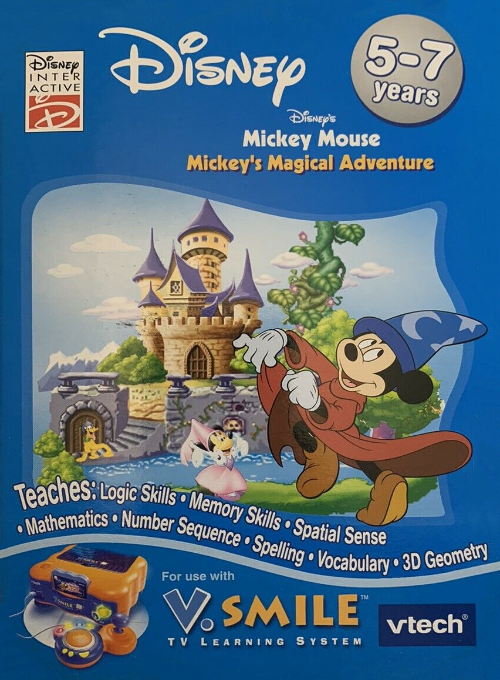 Disney
INTER
ACTIVE
Disney
5-7
years
Disney's
Mickey Mouse
Mickey's Magical Adventure
Teaches: Logic Skills • Memory Skills • Spatial Sense
• Mathematics • Number Sequence • Spelling • Vocabulary • 3D Geometry
For use with
V.SMILE™
TV LEARNING SYSTEM
vtech®